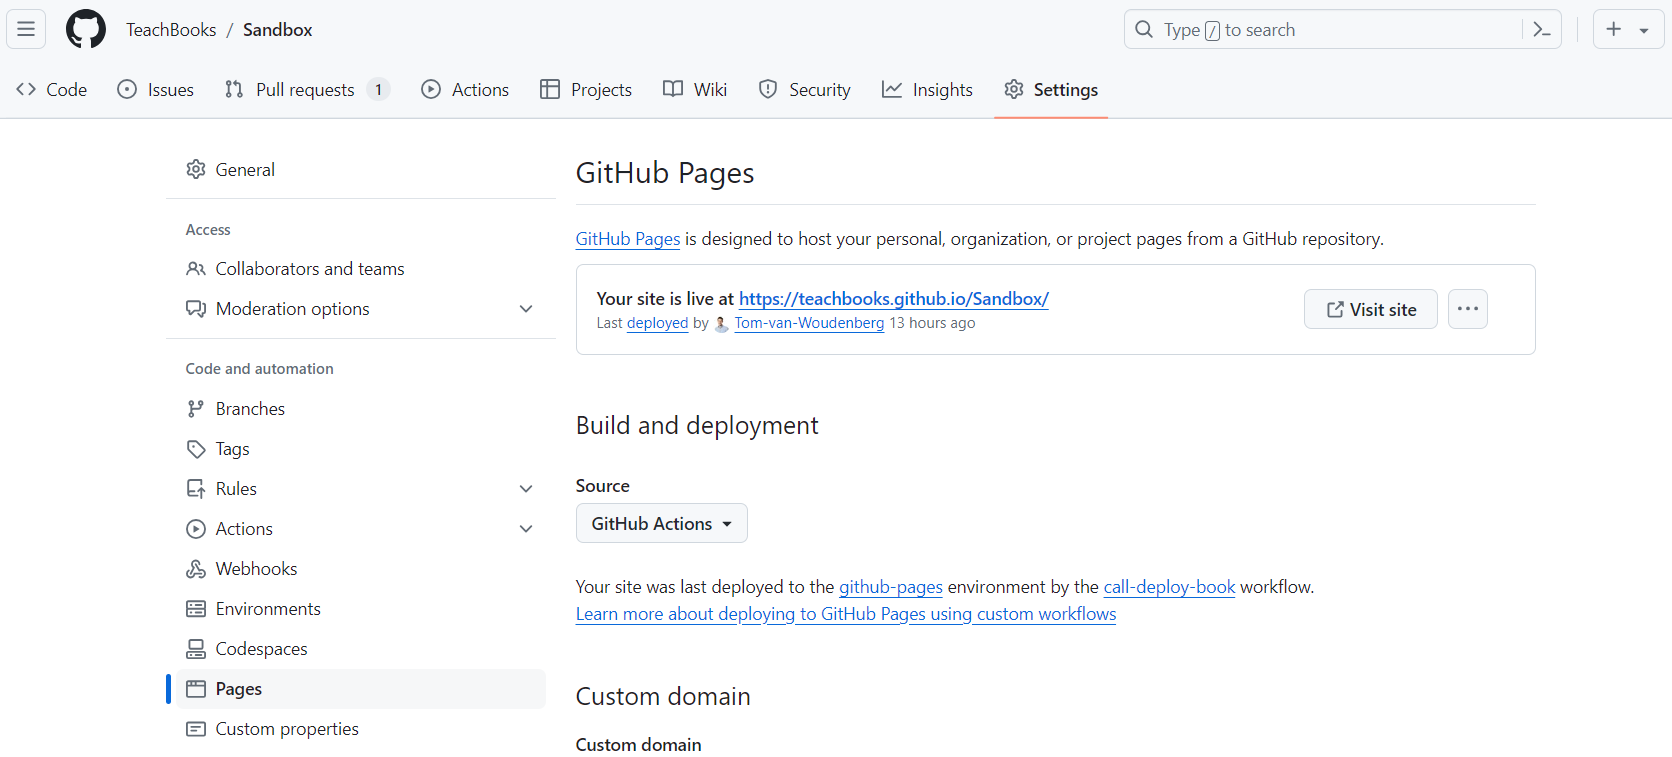 TeachBooks / Sandbox
Type / to search
Code
Issues
Pull requests 1
Actions
Projects
Wiki
Security
Insights
Settings
General
Access
Collaborators and teams
Moderation options
Code and automation
Branches
Tags
Rules
Actions
Webhooks
Environments
Codespaces
Pages
Custom properties
GitHub Pages
GitHub Pages is designed to host your personal, organization, or project pages from a GitHub repository.
Your site is live at https://teachbooks.github.io/Sandbox/
Last deployed by Tom-van-Woudenberg 13 hours ago
Visit site
Build and deployment
Source
GitHub Actions
Your site was last deployed to the github-pages environment by the call-deploy-book workflow.
Learn more about deploying to GitHub Pages using custom workflows
Custom domain
Custom domain